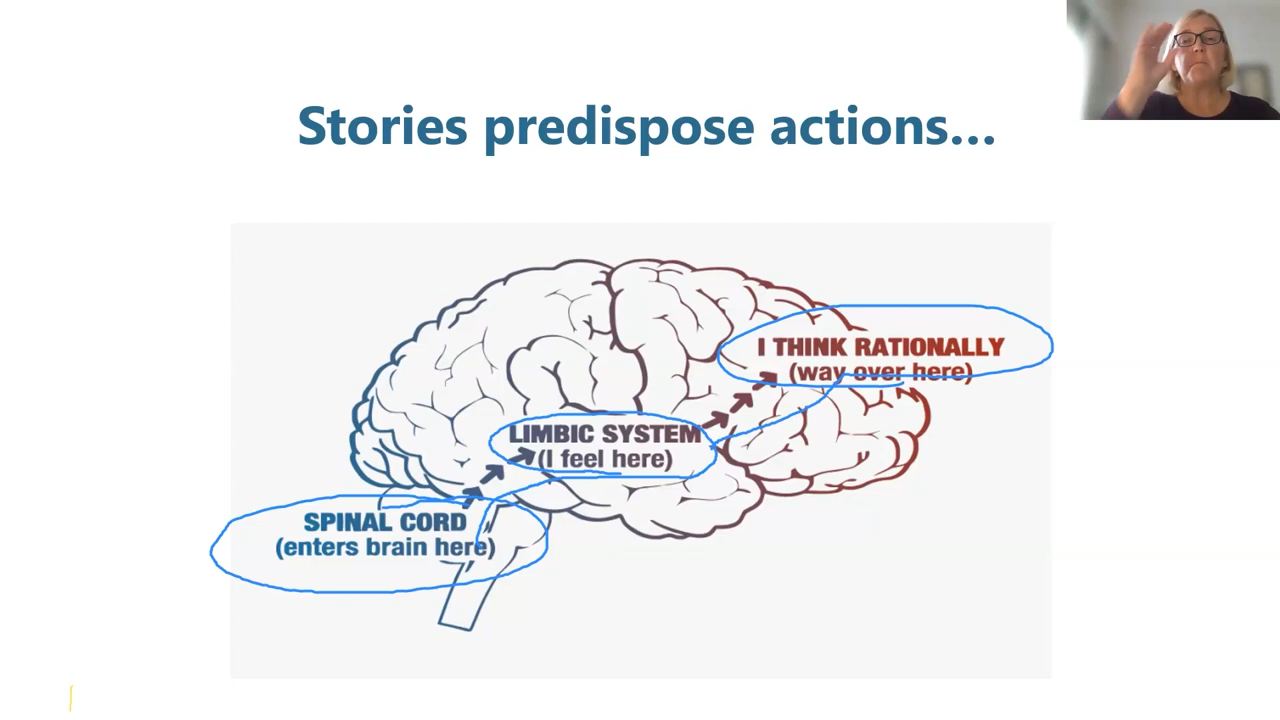 Stories predispose actions...
I THINK RATIONALLY
(way over here)
LIMBIC SYSTEM
(I feel here)
SPINAL CORD
(enters brain here)